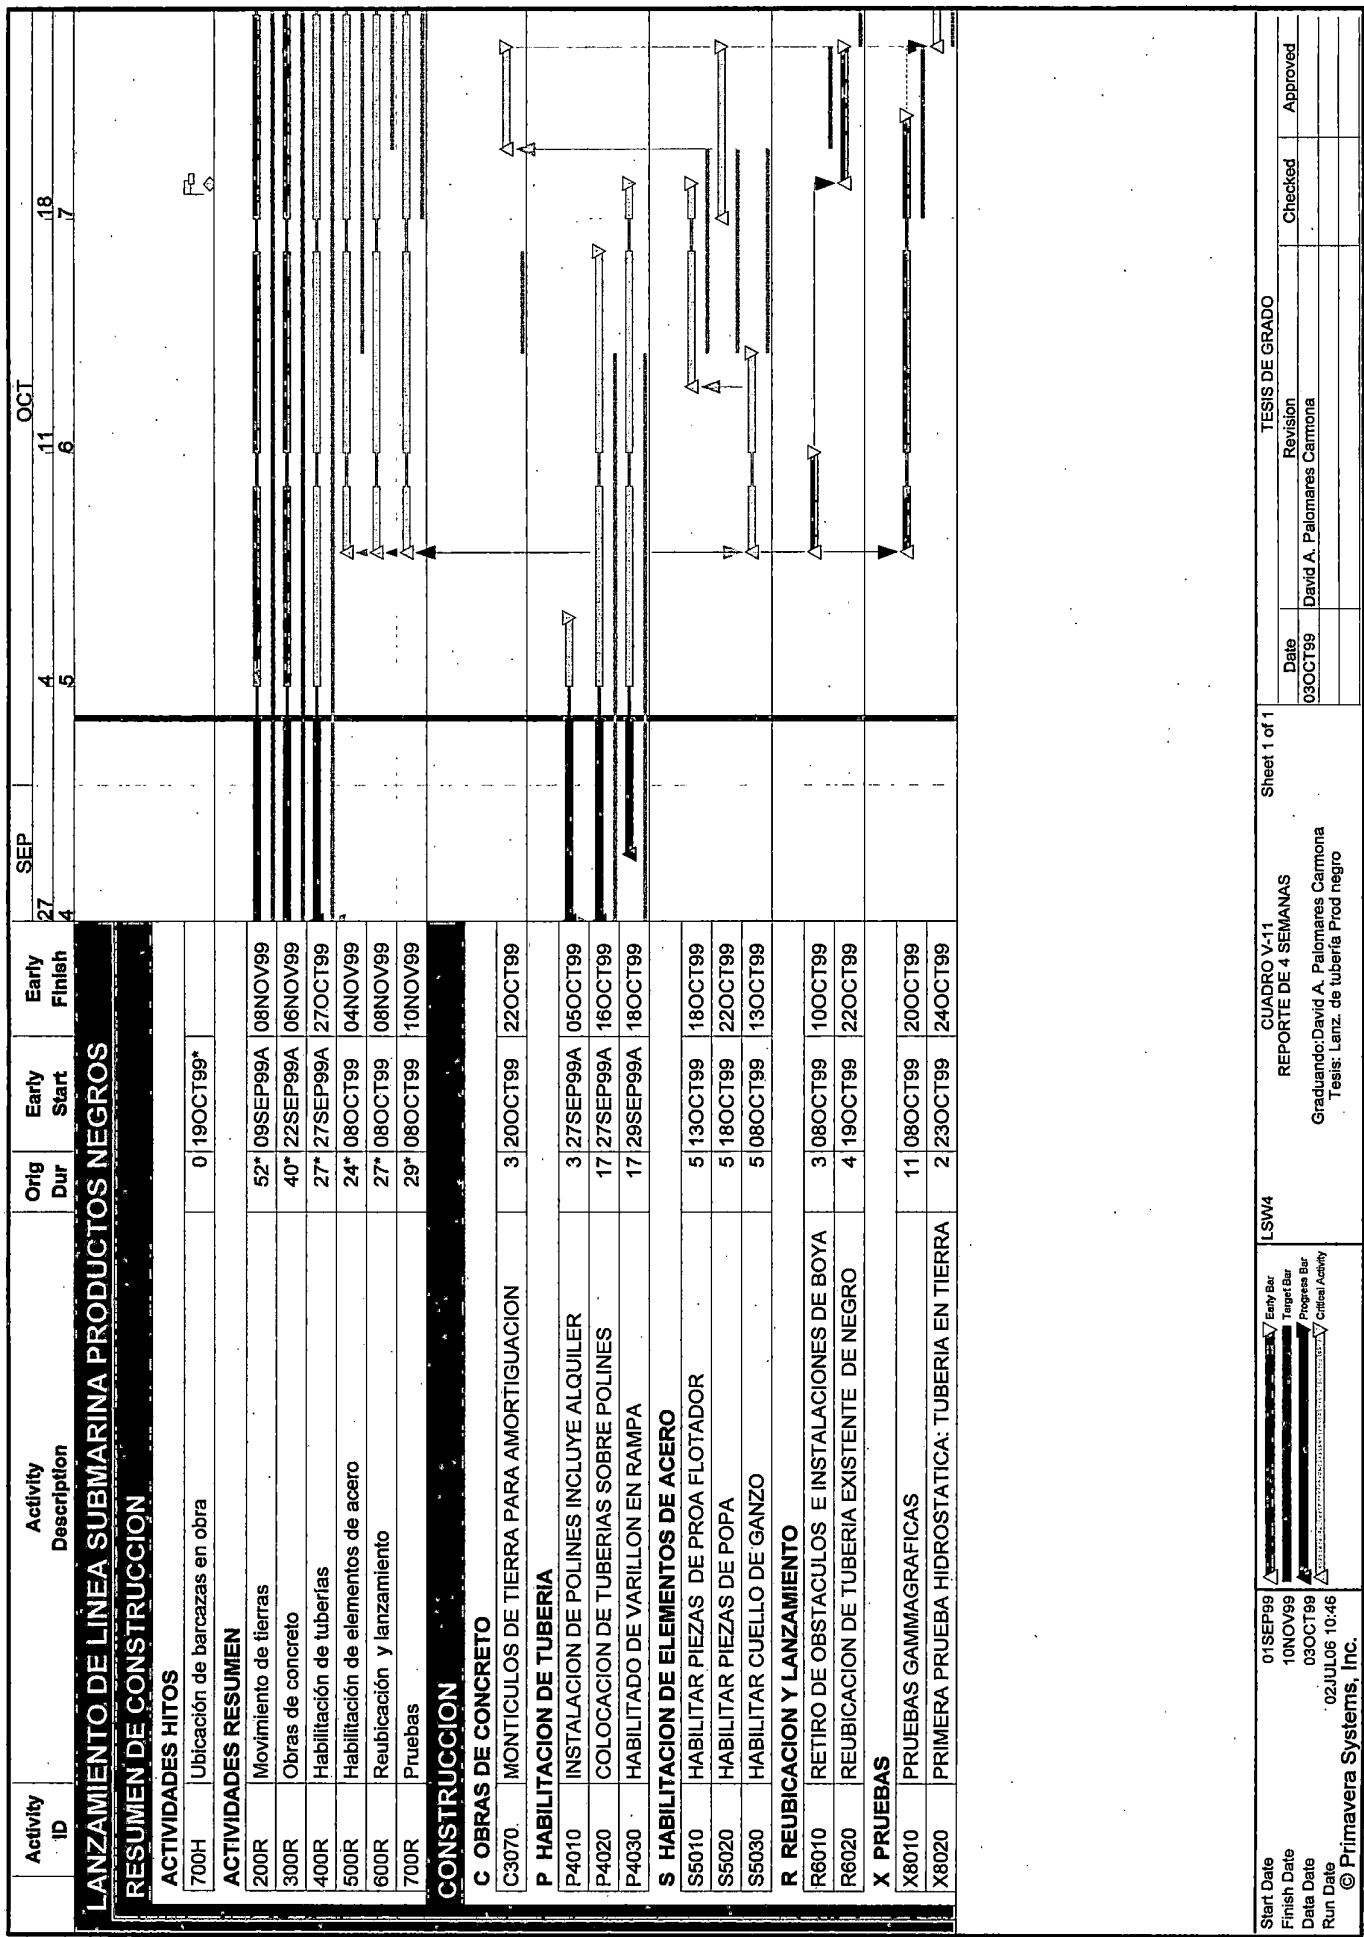 Activity ID | Activity Description | Orig Dur | Early Start | Early Finish | SEP | OCT
27 | 4 | 11 | 18
4 | 5 | 6 | 7
LANZAMIENTO DE LINEA SUBMARINA PRODUCTOS NEGROS
RESUMEN DE CONSTRUCCION
ACTIVIDADES HITOS
700H | Ubicación de barcazas en obra | 0 | 19OCT99*
ACTIVIDADES RESUMEN
200R | Movimiento de tierras | 52* | 09SEP99A | 08NOV99
300R | Obras de concreto | 40* | 22SEP99A | 06NOV99
400R | Habilitación de tuberías | 27* | 27SEP99A | 27OCT99
500R | Habilitación de elementos de acero | 24* | 08OCT99 | 04NOV99
600R | Reubicación y lanzamiento | 27* | 08OCT99 | 08NOV99
700R | Pruebas | 29* | 08OCT99 | 10NOV99
CONSTRUCCION
C OBRAS DE CONCRETO
C3070. | MONTICULOS DE TIERRA PARA AMORTIGUACION | 3 | 20OCT99 | 22OCT99
P HABILITACION DE TUBERIA
P4010 | INSTALACION DE POLINES INCLUYE ALQUILER | 3 | 27SEP99A | 05OCT99
P4020 | COLOCACION DE TUBERIAS SOBRE POLINES | 17 | 27SEP99A | 16OCT99
P4030 | HABILITADO DE VARILLON EN RAMPA | 17 | 29SEP99A | 18OCT99
S HABILITACION DE ELEMENTOS DE ACERO
S5010 | HABILITAR PIEZAS DE PROA FLOTADOR | 5 | 13OCT99 | 18OCT99
S5020 | HABILITAR PIEZAS DE POPA | 5 | 18OCT99 | 22OCT99
S5030 | HABILITAR CUELLO DE GANZO | 5 | 08OCT99 | 13OCT99
R REUBICACION Y LANZAMIENTO
R6010 | RETIRO DE OBSTACULOS E INSTALACIONES DE BOYA | 3 | 08OCT99 | 10OCT99
R6020 | REUBICACION DE TUBERIA EXISTENTE DE NEGRO | 4 | 19OCT99 | 22OCT99
X PRUEBAS
X8010 | PRUEBAS GAMMAGRAFICAS | 11 | 08OCT99 | 20OCT99
X8020 | PRIMERA PRUEBA HIDROSTATICA: TUBERIA EN TIERRA | 2 | 23OCT99 | 24OCT99
Start Date 01SEP99
Finish Date 10NOV99
Data Date 03OCT99
Run Date 02JUL06 10:46
© Primavera Systems, Inc.
Early Bar
Target Bar
Progress Bar
Critical Activity
LSW4
Sheet 1 of 1
CUADRO V-11
REPORTE DE 4 SEMANAS
Graduando:David A. Palomares Carmona
Tesis: Lanz. de tubería Prod negro
TESIS DE GRADO
Date | Revision | Checked | Approved
03OCT99 | David A. Palomares Carmona